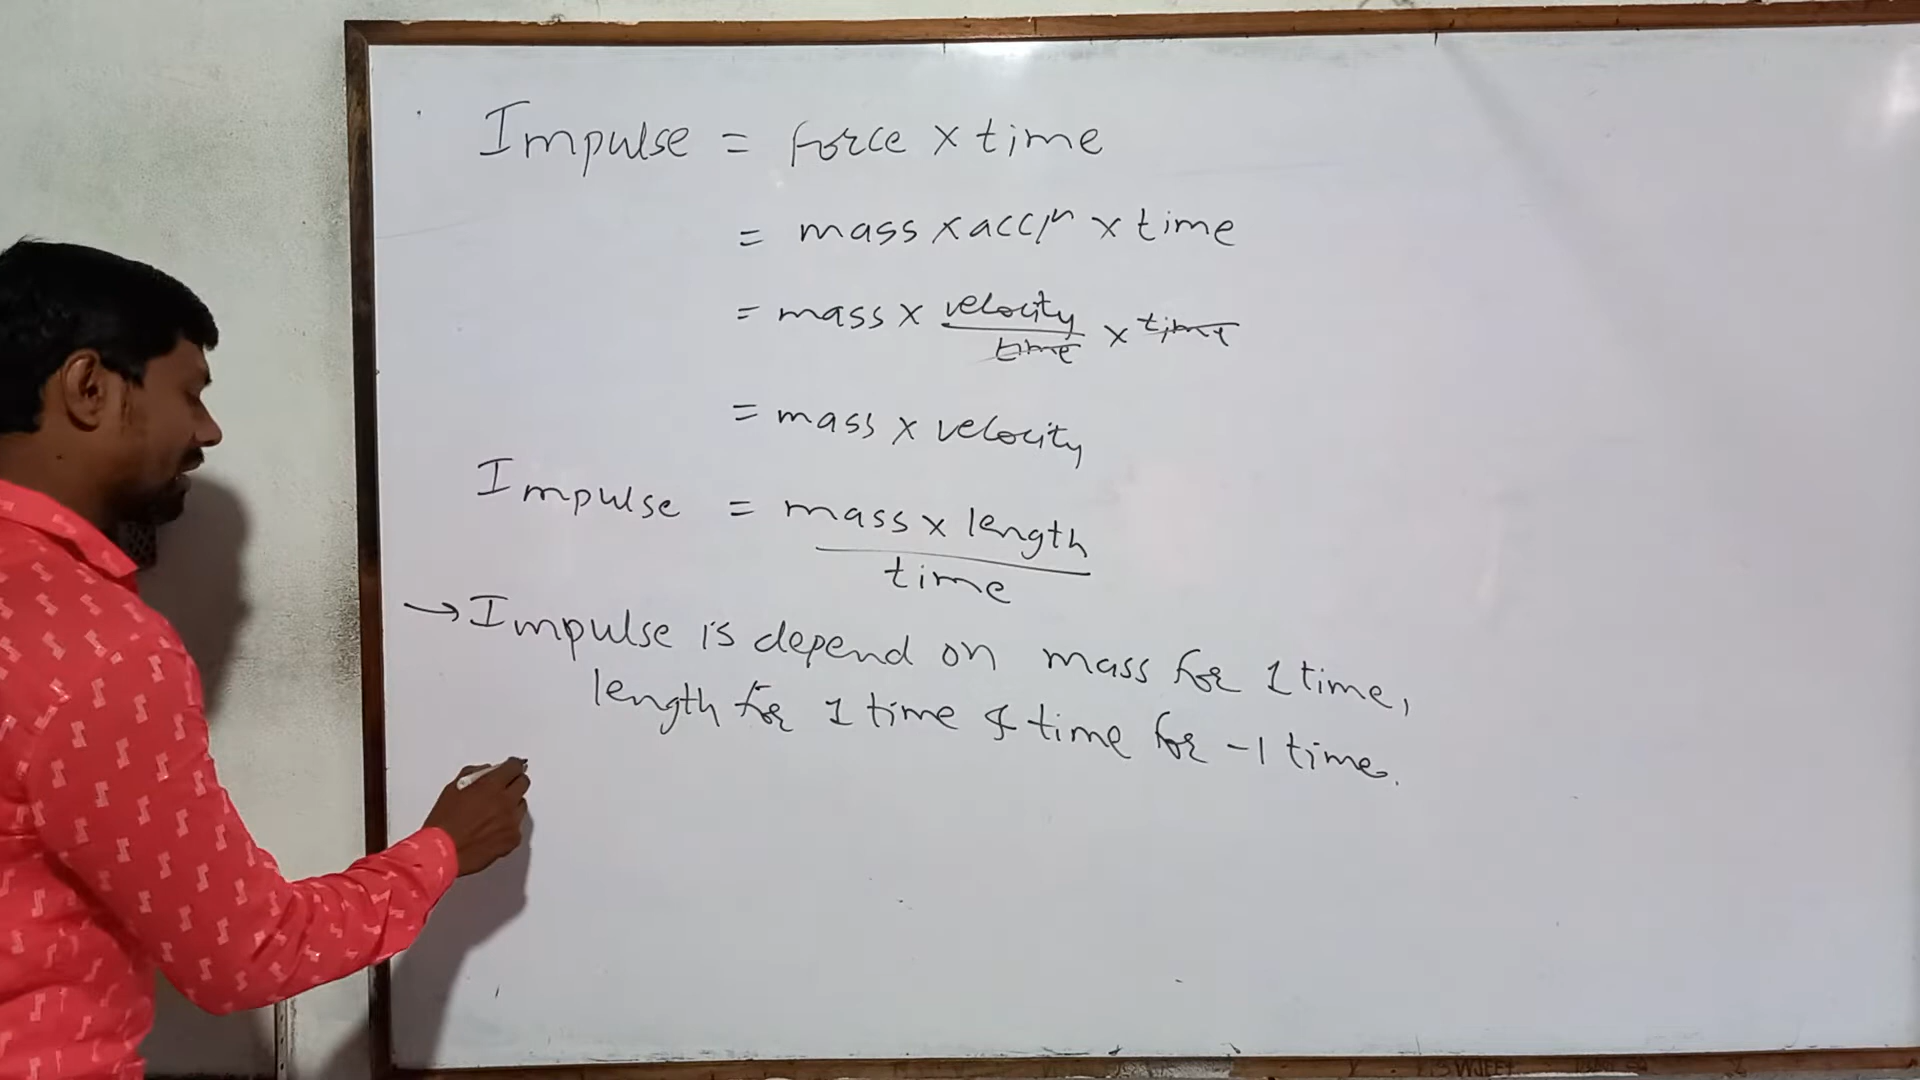 Impulse = force × time
= mass × accⁿ × time
= mass × velocity/time × time
= mass × velocity
Impulse = mass × length/time
→ Impulse is depend on mass for 1 time,
length for 1 time & time for -1 time.